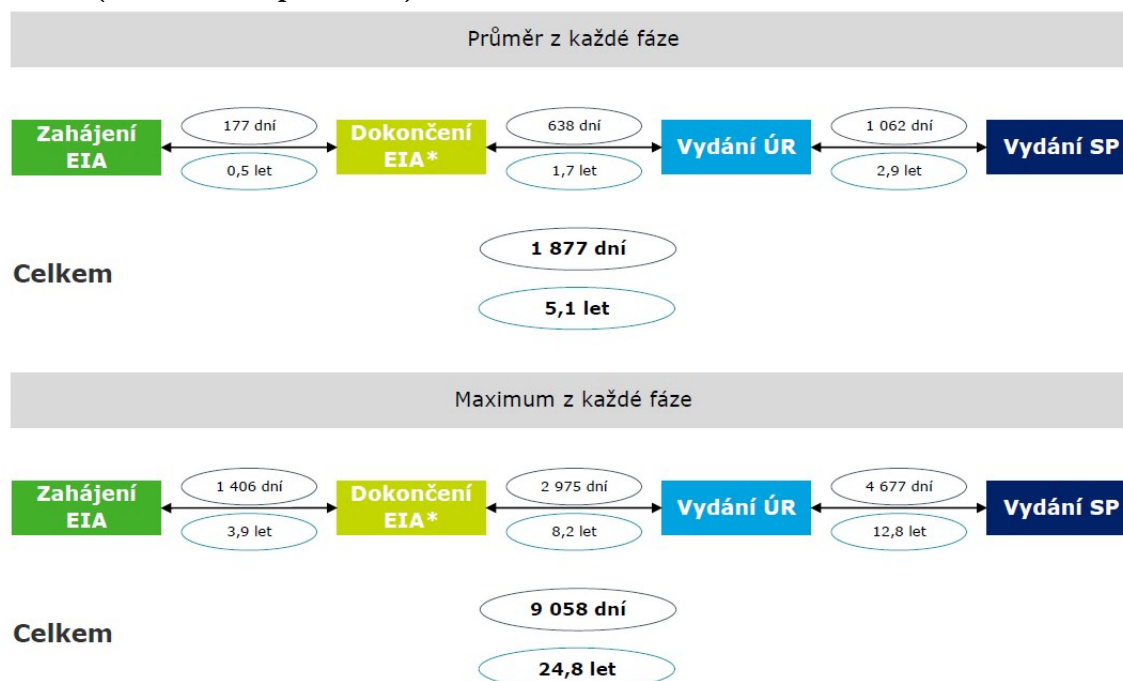 Průměr z každé fáze
Zahájení EIA
177 dní
0,5 let
Dokončení EIA*
638 dní
1,7 let
Vydání ÚR
1 062 dní
2,9 let
Vydání SP
Celkem
1 877 dní
5,1 let
Maximum z každé fáze
Zahájení EIA
1 406 dní
3,9 let
Dokončení EIA*
2 975 dní
8,2 let
Vydání ÚR
4 677 dní
12,8 let
Vydání SP
Celkem
9 058 dní
24,8 let